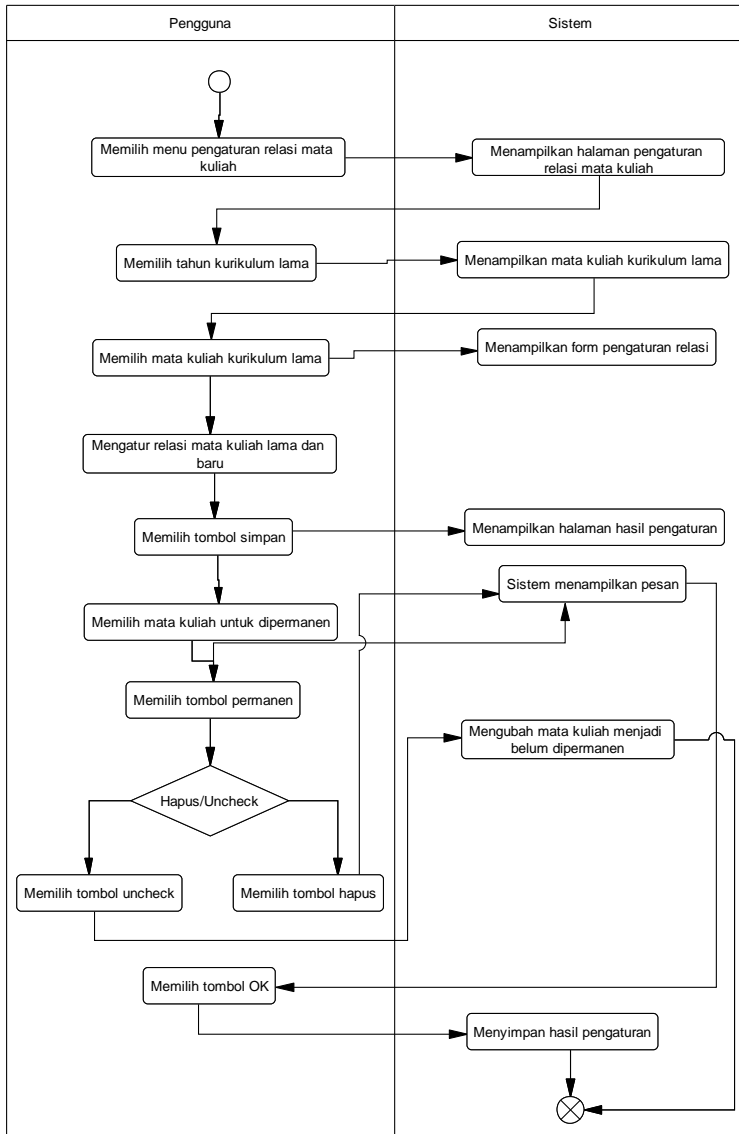 Pengguna
Sistem
Memilih menu pengaturan relasi mata
kuliah
Menampilkan halaman pengaturan
relasi mata kuliah
Memilih tahun kurikulum lama
Menampilkan mata kuliah kurikulum lama
Memilih mata kuliah kurikulum lama
Menampilkan form pengaturan relasi
Mengatur relasi mata kuliah lama dan
baru
Memilih tombol simpan
Menampilkan halaman hasil pengaturan
Sistem menampilkan pesan
Memilih mata kuliah untuk dipermanen
Memilih tombol permanen
Mengubah mata kuliah menjadi
belum dipermanen
Hapus/Uncheck
Memilih tombol uncheck
Memilih tombol hapus
Memilih tombol OK
Menyimpan hasil pengaturan